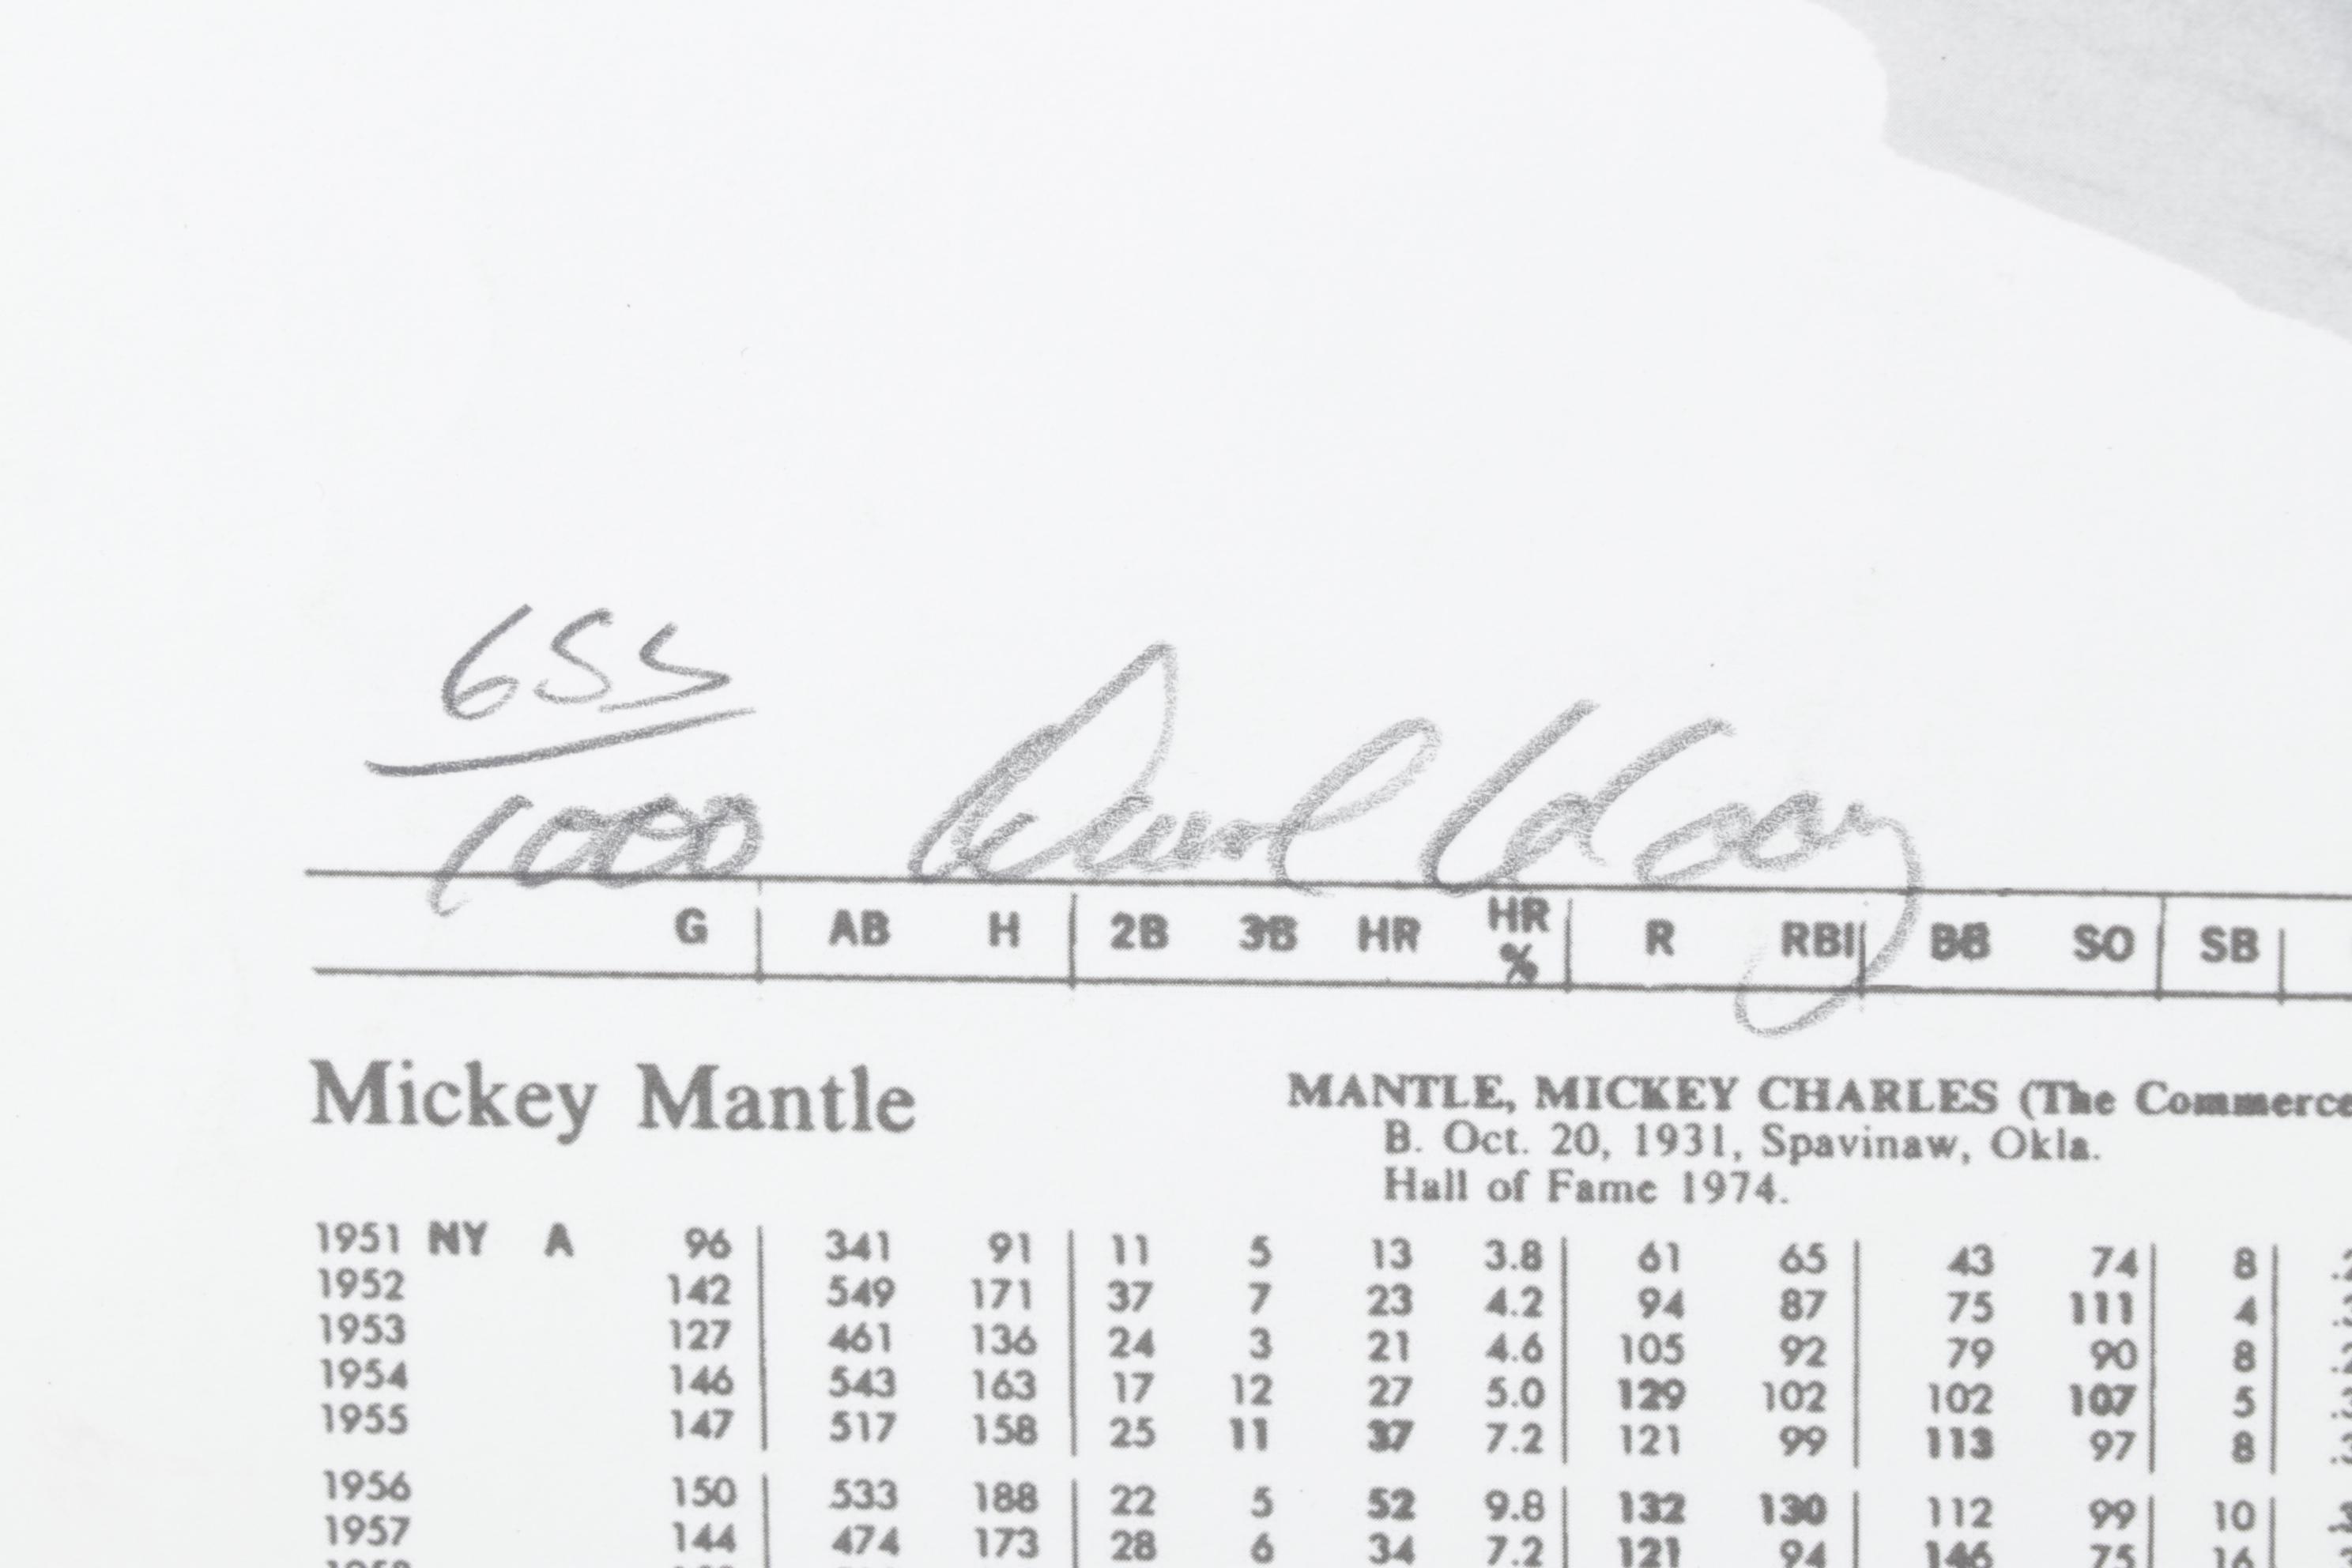 655
1000
G AB H 2B 3B HR HR % R RBI BB SO SB
Mickey Mantle
MANTLE, MICKEY CHARLES (The Commerce
B. Oct. 20, 1931, Spavinaw, Okla.
Hall of Fame 1974.
1951 NY A 96 341 91 11 5 13 3.8 61 65 43 74 8
1952 142 549 171 37 7 23 4.2 94 87 75 111 4
1953 127 461 136 24 3 21 4.6 105 92 79 90 8
1954 146 543 163 17 12 27 5.0 129 102 102 107 5
1955 147 517 158 25 11 37 7.2 121 99 113 97 8
1956 150 533 188 22 5 52 9.8 132 130 112 99 10
1957 144 474 173 28 6 34 7.2 121 94 146 75 16